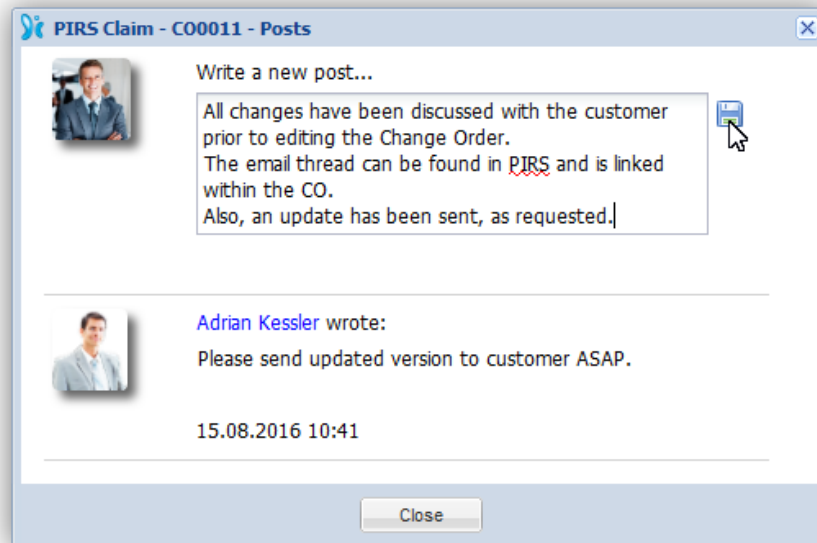 PIRS Claim - CO0011 - Posts
Write a new post...
All changes have been discussed with the customer
prior to editing the Change Order.
The email thread can be found in PIRS and is linked
within the CO.
Also, an update has been sent, as requested.
Adrian Kessler wrote:
Please send updated version to customer ASAP.
15.08.2016 10:41
Close